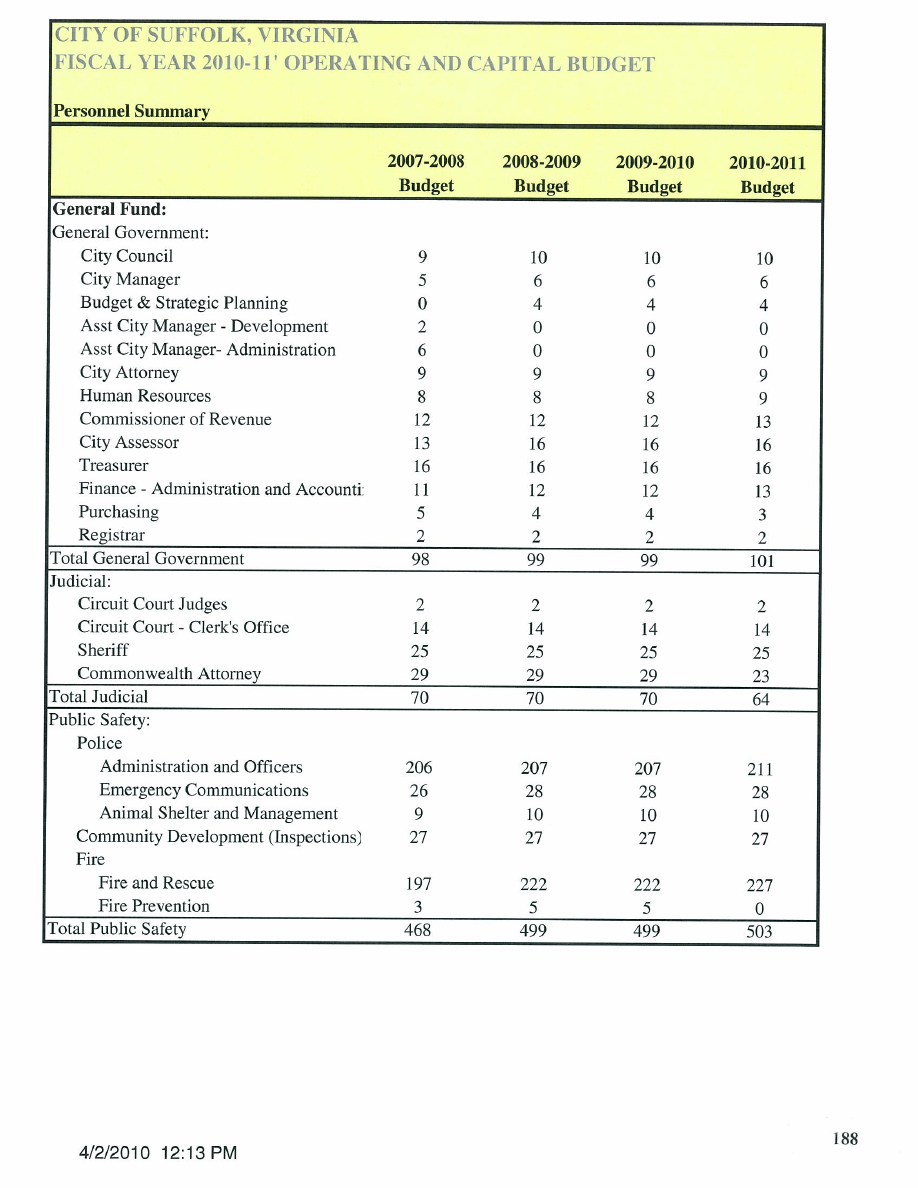 CITY OF SUFFOLK, VIRGINIA
FISCAL YEAR 2010-11' OPERATING AND CAPITAL BUDGET
Personnel Summary
2007-2008 2008-2009 2009-2010 2010-2011
Budget Budget Budget Budget
General Fund:
General Government:
City Council 9 10 10 10
City Manager 5 6 6 6
Budget & Strategic Planning 0 4 4 4
Asst City Manager - Development 2 0 0 0
Asst City Manager- Administration 6 0 0 0
City Attorney 9 9 9 9
Human Resources 8 8 8 9
Commissioner of Revenue 12 12 12 13
City Assessor 13 16 16 16
Treasurer 16 16 16 16
Finance - Administration and Accounti 11 12 12 13
Purchasing 5 4 4 3
Registrar 2 2 2 2
Total General Government 98 99 99 101
Judicial:
Circuit Court Judges 2 2 2 2
Circuit Court - Clerk's Office 14 14 14 14
Sheriff 25 25 25 25
Commonwealth Attorney 29 29 29 23
Total Judicial 70 70 70 64
Public Safety:
Police
Administration and Officers 206 207 207 211
Emergency Communications 26 28 28 28
Animal Shelter and Management 9 10 10 10
Community Development (Inspections) 27 27 27 27
Fire
Fire and Rescue 197 222 222 227
Fire Prevention 3 5 5 0
Total Public Safety 468 499 499 503
188
4/2/2010 12:13 PM